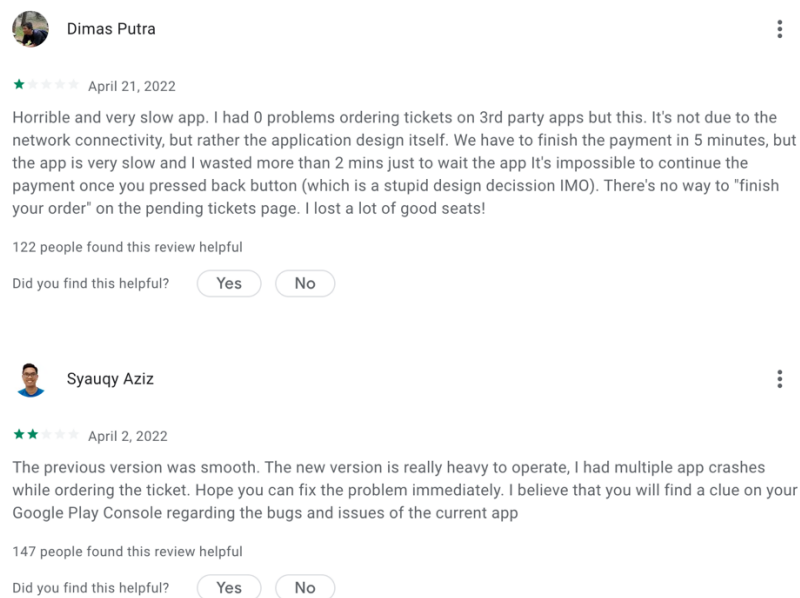 Dimas Putra
April 21, 2022
Horrible and very slow app. I had 0 problems ordering tickets on 3rd party apps but this. It's not due to the
network connectivity, but rather the application design itself. We have to finish the payment in 5 minutes, but
the app is very slow and I wasted more than 2 mins just to wait the app It's impossible to continue the
payment once you pressed back button (which is a stupid design decission IMO). There's no way to "finish
your order" on the pending tickets page. I lost a lot of good seats!
122 people found this review helpful
Did you find this helpful? Yes No
Syauqy Aziz
April 2, 2022
The previous version was smooth. The new version is really heavy to operate, I had multiple app crashes
while ordering the ticket. Hope you can fix the problem immediately. I believe that you will find a clue on your
Google Play Console regarding the bugs and issues of the current app
147 people found this review helpful
Did you find this helpful? Yes No